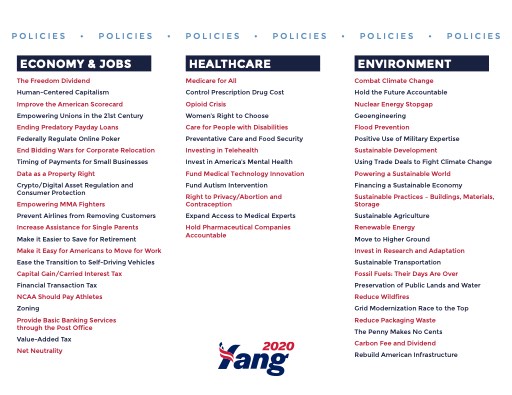 POLICIES • POLICIES • POLICIES • POLICIES • POLICIES • POLICIES
ECONOMY & JOBS
The Freedom Dividend
Human-Centered Capitalism
Improve the American Scorecard
Empowering Unions in the 21st Century
Ending Predatory Payday Loans
Federally Regulate Online Poker
End Bidding Wars for Corporate Relocation
Timing of Payments for Small Businesses
Data as a Property Right
Crypto/Digital Asset Regulation and
Consumer Protection
Empowering MMA Fighters
Prevent Airlines from Removing Customers
Increase Assistance for Single Parents
Make it Easier to Save for Retirement
Make it Easy for Americans to Move for Work
Ease the Transition to Self-Driving Vehicles
Capital Gain/Carried Interest Tax
Financial Transaction Tax
NCAA Should Pay Athletes
Zoning
Provide Basic Banking Services
through the Post Office
Value-Added Tax
Net Neutrality
HEALTHCARE
Medicare for All
Control Prescription Drug Cost
Opioid Crisis
Women's Right to Choose
Care for People with Disabilities
Preventative Care and Food Security
Investing in Telehealth
Invest in America's Mental Health
Fund Medical Technology Innovation
Fund Autism Intervention
Right to Privacy/Abortion and
Contraception
Expand Access to Medical Experts
Hold Pharmaceutical Companies
Accountable
2020
Yang
ENVIRONMENT
Combat Climate Change
Hold the Future Accountable
Nuclear Energy Stopgap
Geoengineering
Flood Prevention
Positive Use of Military Expertise
Sustainable Development
Using Trade Deals to Fight Climate Change
Powering a Sustainable World
Financing a Sustainable Economy
Sustainable Practices – Buildings, Materials,
Storage
Sustainable Agriculture
Renewable Energy
Move to Higher Ground
Invest in Research and Adaptation
Sustainable Transportation
Fossil Fuels: Their Days Are Over
Preservation of Public Lands and Water
Reduce Wildfires
Grid Modernization Race to the Top
Reduce Packaging Waste
The Penny Makes No Cents
Carbon Fee and Dividend
Rebuild American Infrastructure